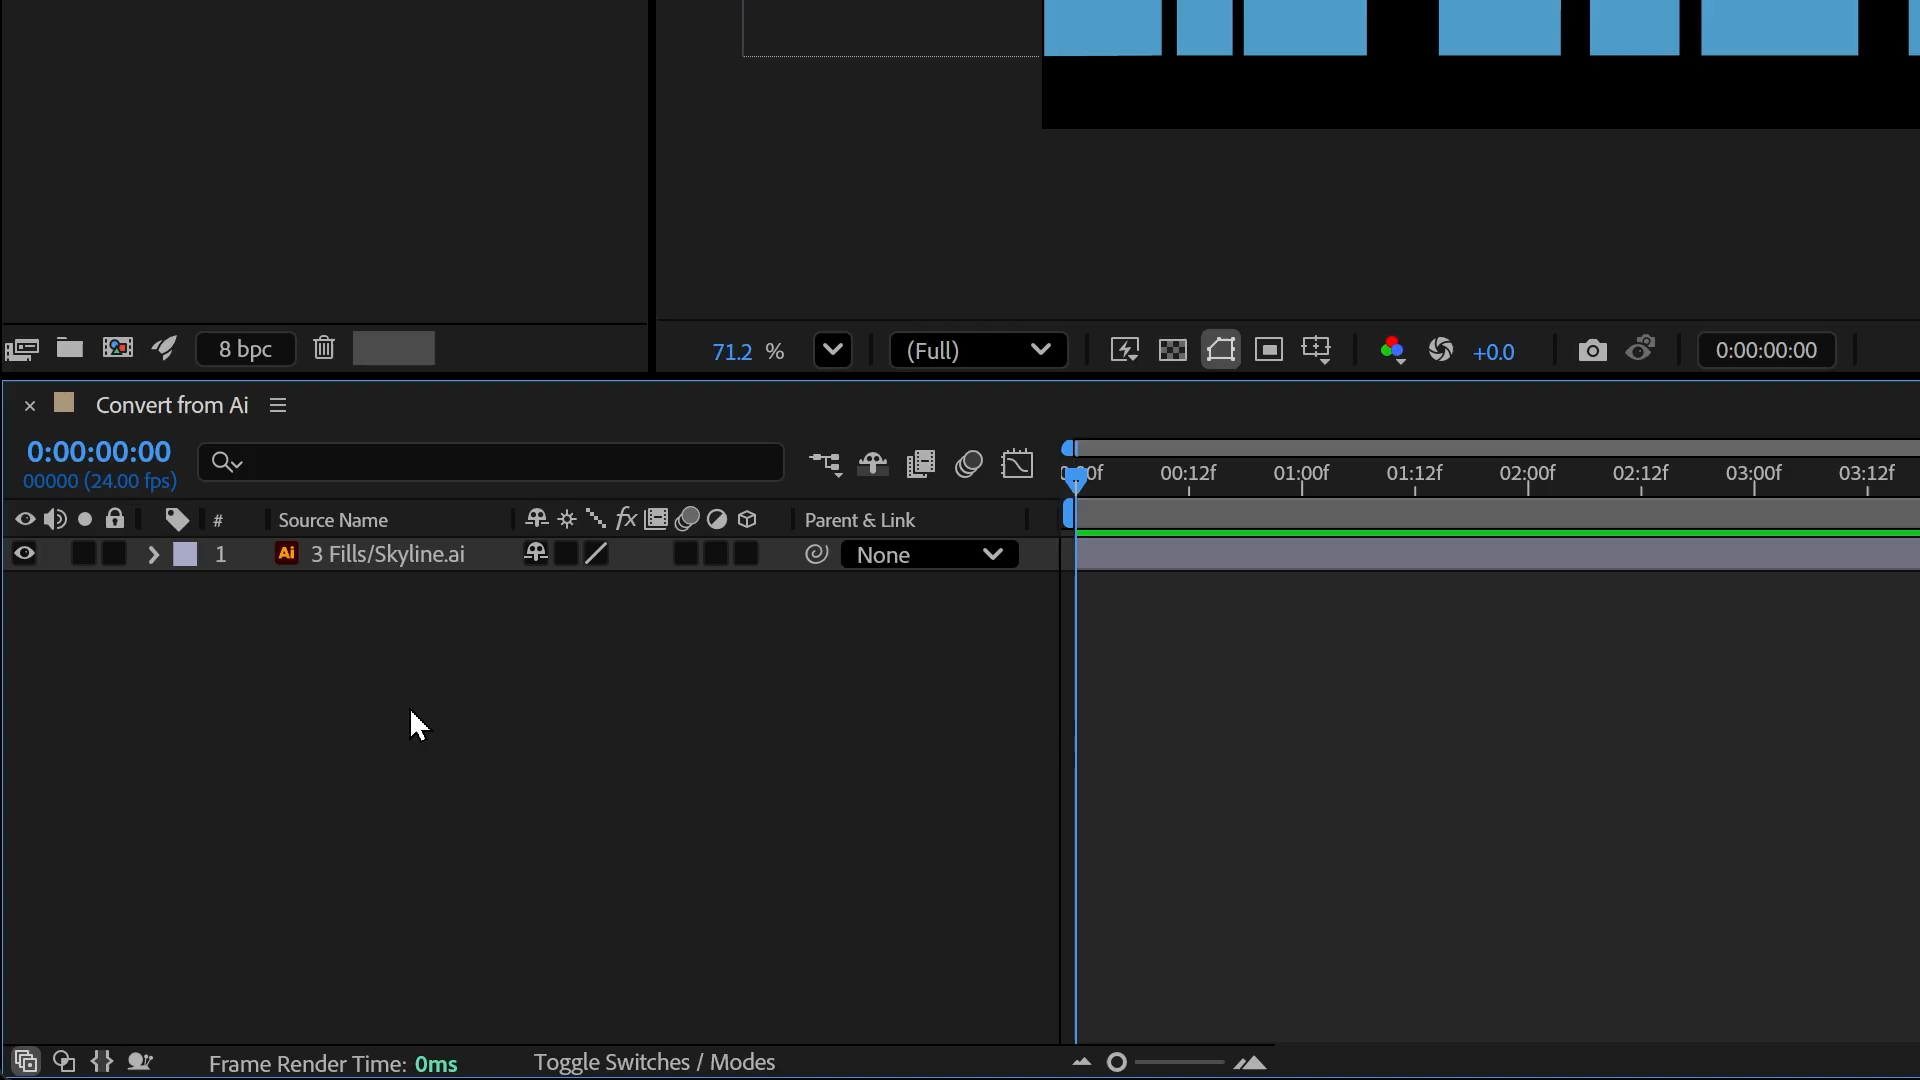 8 bpc
71.2 %
(Full)
+0.0
0:00:00:00
Convert from Ai
0:00:00:00
00000 (24.00 fps)
00:12f
01:00f
01:12f
02:00f
02:12f
03:00f
03:12f
#
Source Name
fx
Parent & Link
1
Ai
3 Fills/Skyline.ai
None
Frame Render Time: 0ms
Toggle Switches / Modes